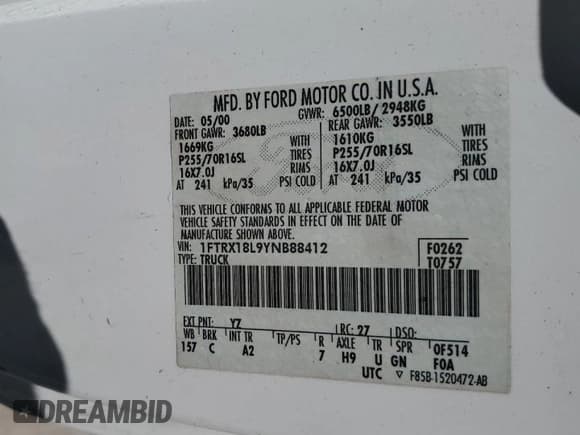 MFD. BY FORD MOTOR CO. IN U.S.A.
DATE: 05/00 GVWR: 6500LB/ 2948KG
FRONT GAWR: 3680LB REAR GAWR: 3550LB
1669KG WITH 1610KG WITH
P255/70R16SL TIRES P255/70R16SL TIRES
16X7.0J RIMS 16X7.0J RIMS
AT 241 kPa/35 PSI COLD AT 241 kPa/35 PSI COLD
THIS VEHICLE CONFORMS TO ALL APPLICABLE FEDERAL MOTOR
VEHICLE SAFETY STANDARDS IN EFFECT ON THE DATE OF
MANUFACTURE SHOWN ABOVE.
VIN: 1FTRX18L9YNB88412 F0262
TYPE: TRUCK T0757
EXT PNT: YZ RC: 27 DSO:
WB BRK INT TR TP/PS R AXLE TR SPR 0F514
157 C A2 7 H9 U GN F0A
UTC ▽ F85B-1520472-AB
DREAMBID